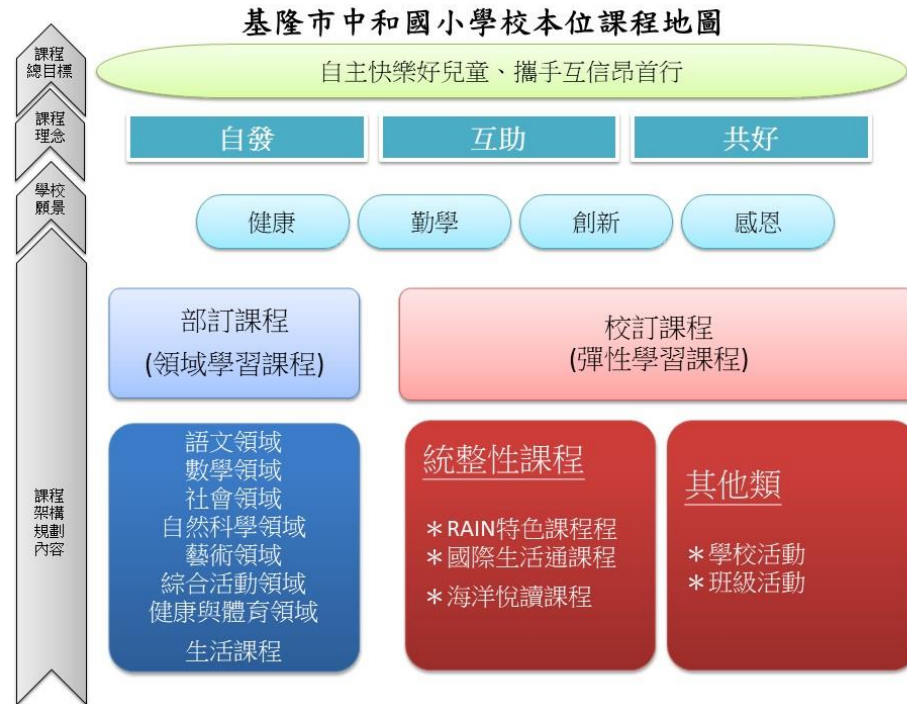 基隆市中和國小學校本位課程地圖
課程
總目標
自主快樂好兒童、攜手互信昂首行
課程
理念
自發
互助
共好
學校
願景
健康
勤學
創新
感恩
課程
架構
規劃
內容
部訂課程
(領域學習課程)
校訂課程
(彈性學習課程)
語文領域
數學領域
社會領域
自然科學領域
藝術領域
綜合活動領域
健康與體育領域
生活課程
統整性課程
＊RAIN特色課程程
＊國際生活通課程
＊海洋悅讀課程
其他類
＊學校活動
＊班級活動